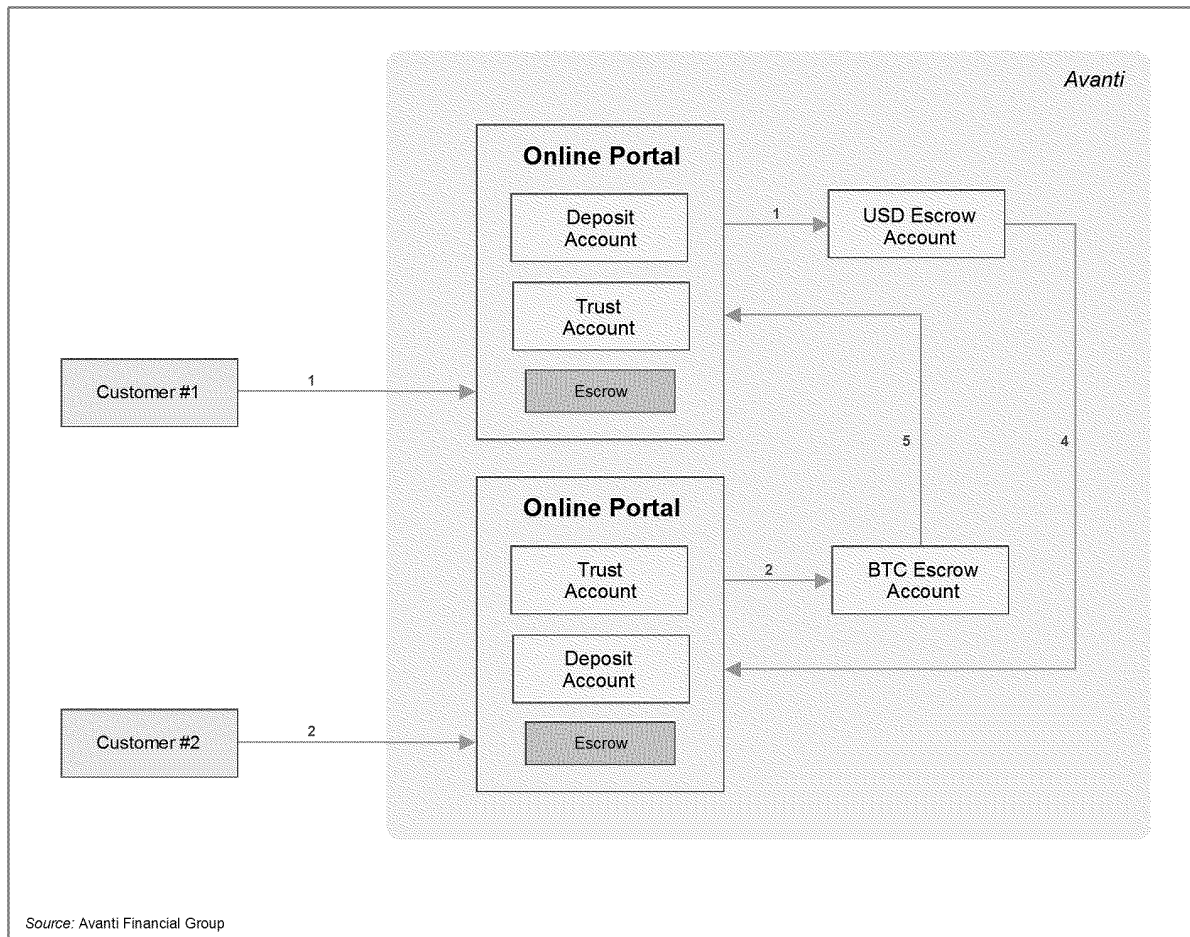 Avanti
Online Portal
Deposit
Account
1
USD Escrow
Account
Trust
Account
Customer #1
1
Escrow
5
4
Online Portal
Trust
Account
2
BTC Escrow
Account
Deposit
Account
Customer #2
2
Escrow
Source: Avanti Financial Group